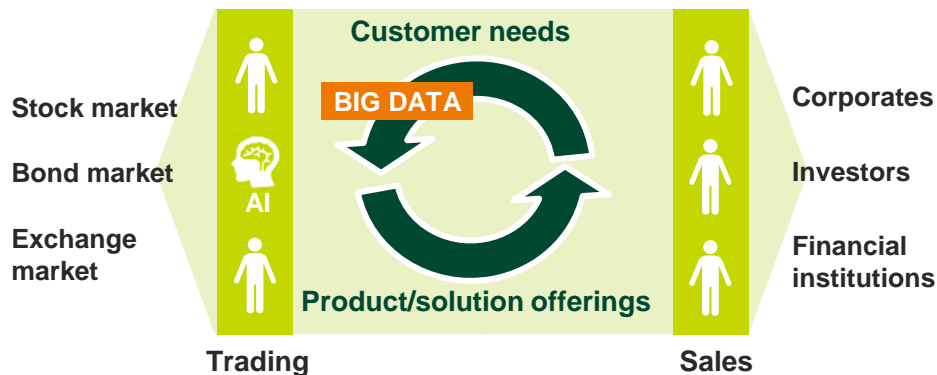 Customer needs
BIG DATA
Stock market
Bond market
Exchange
market
AI
Corporates
Investors
Financial
institutions
Product/solution offerings
Trading
Sales